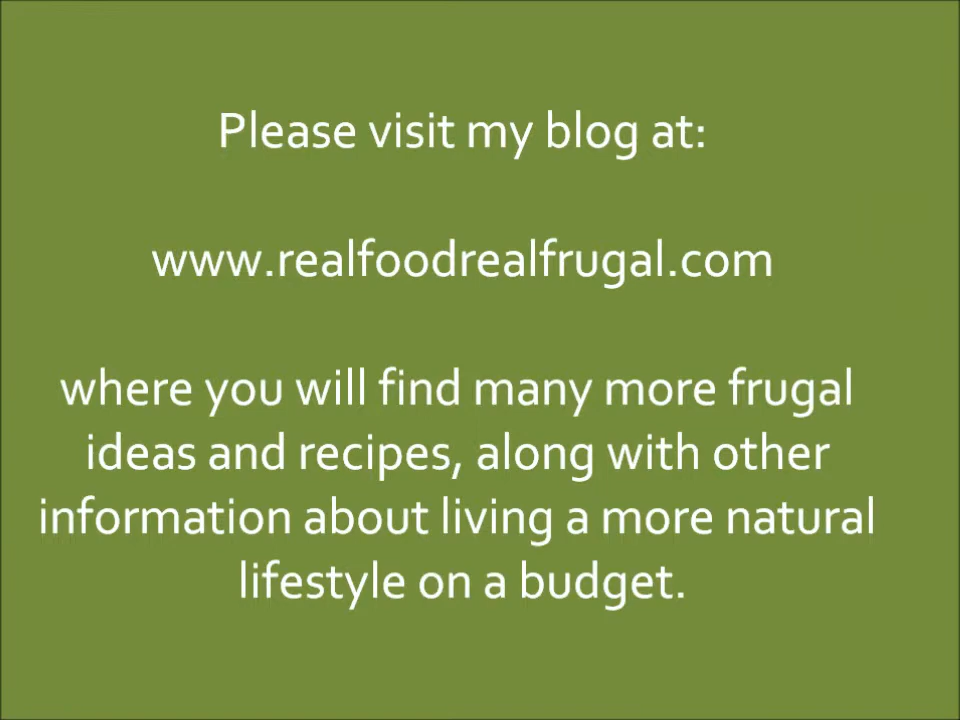 Please visit my blog at:
www.realfoodrealfrugal.com
where you will find many more frugal
ideas and recipes, along with other
information about living a more natural
lifestyle on a budget.